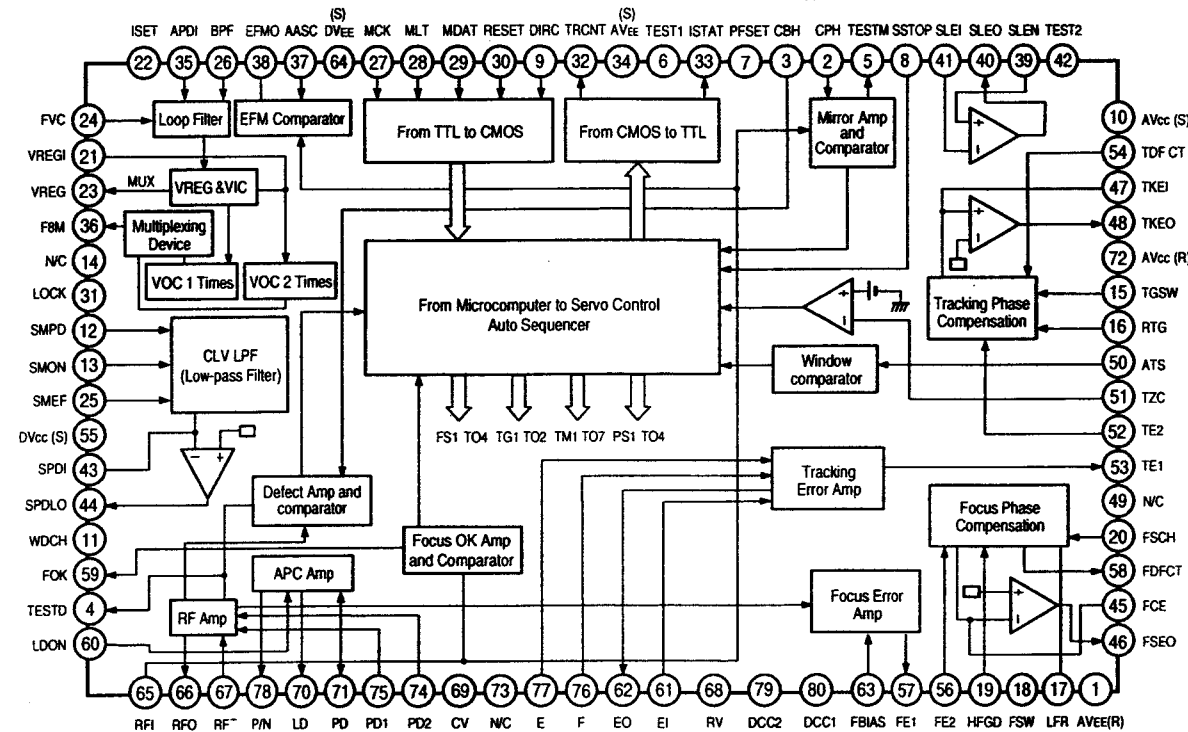 (S) (S)
ISET APDI BPF EFMO AASC DVEE MCK MLT MDAT RESET DIRC TRCNT AVEE TEST1 ISTAT PFSET CBH CPH TESTM SSTOP SLEI SLEO SLEN TEST2
22 35 26 38 37 64 27 28 29 30 9 32 34 6 33 7 3 2 5 8 41 40 39 42
FVC 24
VREGI 21
VREG 23
F8M 36
N/C 14
LOCK 31
SMPD 12
SMON 13
SMEF 25
DVcc (S) 55
SPDI 43
SPDLO 44
WDCH 11
FOK 59
TESTD 4
LDON 60
Loop Filter
EFM Comparator
From TTL to CMOS
From CMOS to TTL
Mirror Amp
and
Comparator
+
−
MUX
VREG &VIC
Multiplexing
Device
VOC 1 Times
VOC 2 Times
From Microcomputer to Servo Control
Auto Sequencer
+
−
+
−
Tracking Phase
Compensation
CLV LPF
(Low-pass Filter)
Window
comparator
FS1 TO4 TG1 TO2 TM1 TO7 PS1 TO4
− +
Defect Amp and
comparator
Tracking
Error Amp
Focus OK Amp
and Comparator
Focus Phase
Compensation
APC Amp
RF Amp
Focus Error
Amp
+
−
10 AVcc (S)
54 TDFCT
47 TKEI
48 TKEO
72 AVcc (R)
15 TGSW
16 RTG
50 ATS
51 TZC
52 TE2
53 TE1
49 N/C
20 FSCH
58 FDFCT
45 FCE
46 FSEO
65 66 67 78 70 71 75 74 69 73 77 76 62 61 68 79 80 63 57 56 19 18 17 1
RFI RFO RF− P/N LD PD PD1 PD2 CV N/C E F EO EI RV DCC2 DCC1 FBIAS FE1 FE2 HFGD FSW LFR AVEE(R)